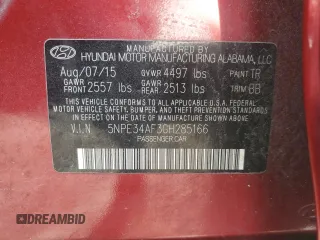 MANUFACTURED BY
HYUNDAI MOTOR MANUFACTURING ALABAMA, LLC
Aug/07/15 GVWR 4497 lbs PAINT TR
GAWR FRONT 2557 lbs GAWR REAR 2513 lbs TRIM BB
THIS VEHICLE CONFORMS TO ALL APPLICABLE U.S. FEDERAL MOTOR VEHICLE
SAFETY, BUMPER, AND THEFT PREVENTION STANDARDS
IN EFFECT ON THE DATE OF MANUFACTURE SHOWN ABOVE.
V.I.N 5NPE34AF3GH285166
PASSENGER CAR